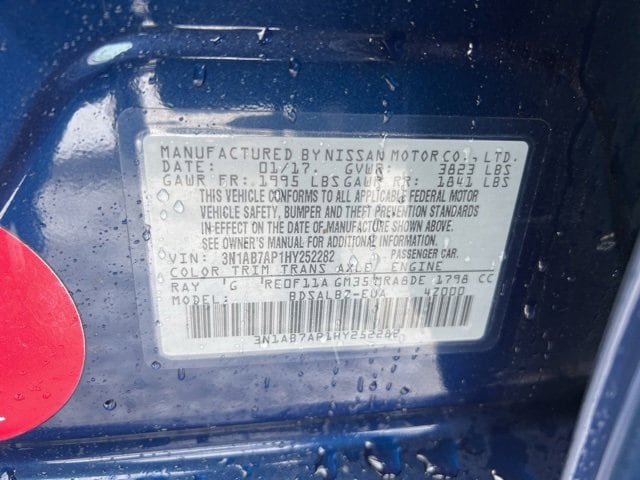 MANUFACTURED BY NISSAN MOTOR CO., LTD.
DATE: 01/17. GVWR: 3823 LBS
GAWR FR: 1995 LBS GAWR RR: 1841 LBS
THIS VEHICLE CONFORMS TO ALL APPLICABLE FEDERAL MOTOR
VEHICLE SAFETY, BUMPER AND THEFT PREVENTION STANDARDS
IN EFFECT ON THE DATE OF MANUFACTURE SHOWN ABOVE.
SEE OWNER'S MANUAL FOR ADDITIONAL INFORMATION.
VIN: 3N1AB7AP1HY252282 PASSENGER CAR.
COLOR TRIM TRANS AXLE ENGINE
RAY G RE0F11A GM35 MRA8DE 1798 CC
MODEL: BDSALBZ-EUA 4Z000
3N1AB7AP1HY252282